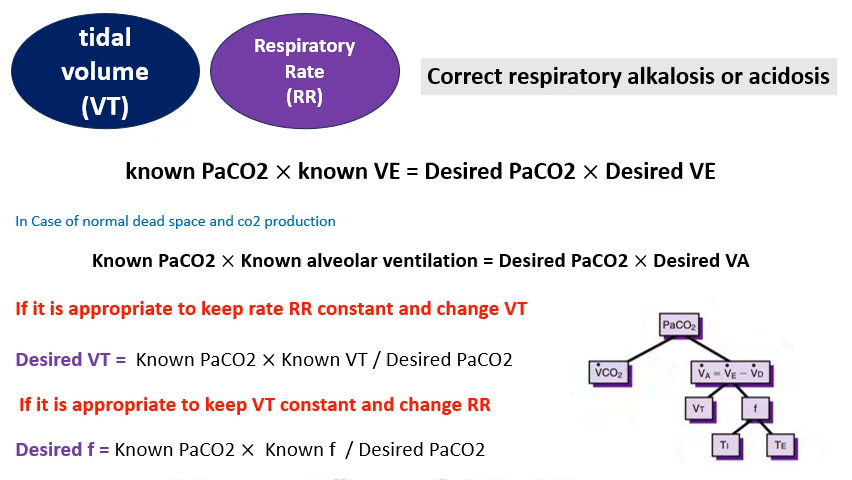 tidal
volume
(VT)
Respiratory
Rate
(RR)
Correct respiratory alkalosis or acidosis
known PaCO2 × known VE = Desired PaCO2 × Desired VE
In Case of normal dead space and co2 production
Known PaCO2 × Known alveolar ventilation = Desired PaCO2 × Desired VA
If it is appropriate to keep rate RR constant and change VT
Desired VT = Known PaCO2 × Known VT / Desired PaCO2
If it is appropriate to keep VT constant and change RR
Desired f = Known PaCO2 × Known f / Desired PaCO2
PaCO₂
V̇CO₂
V̇A = V̇E − V̇D
VT
f
TI
TE